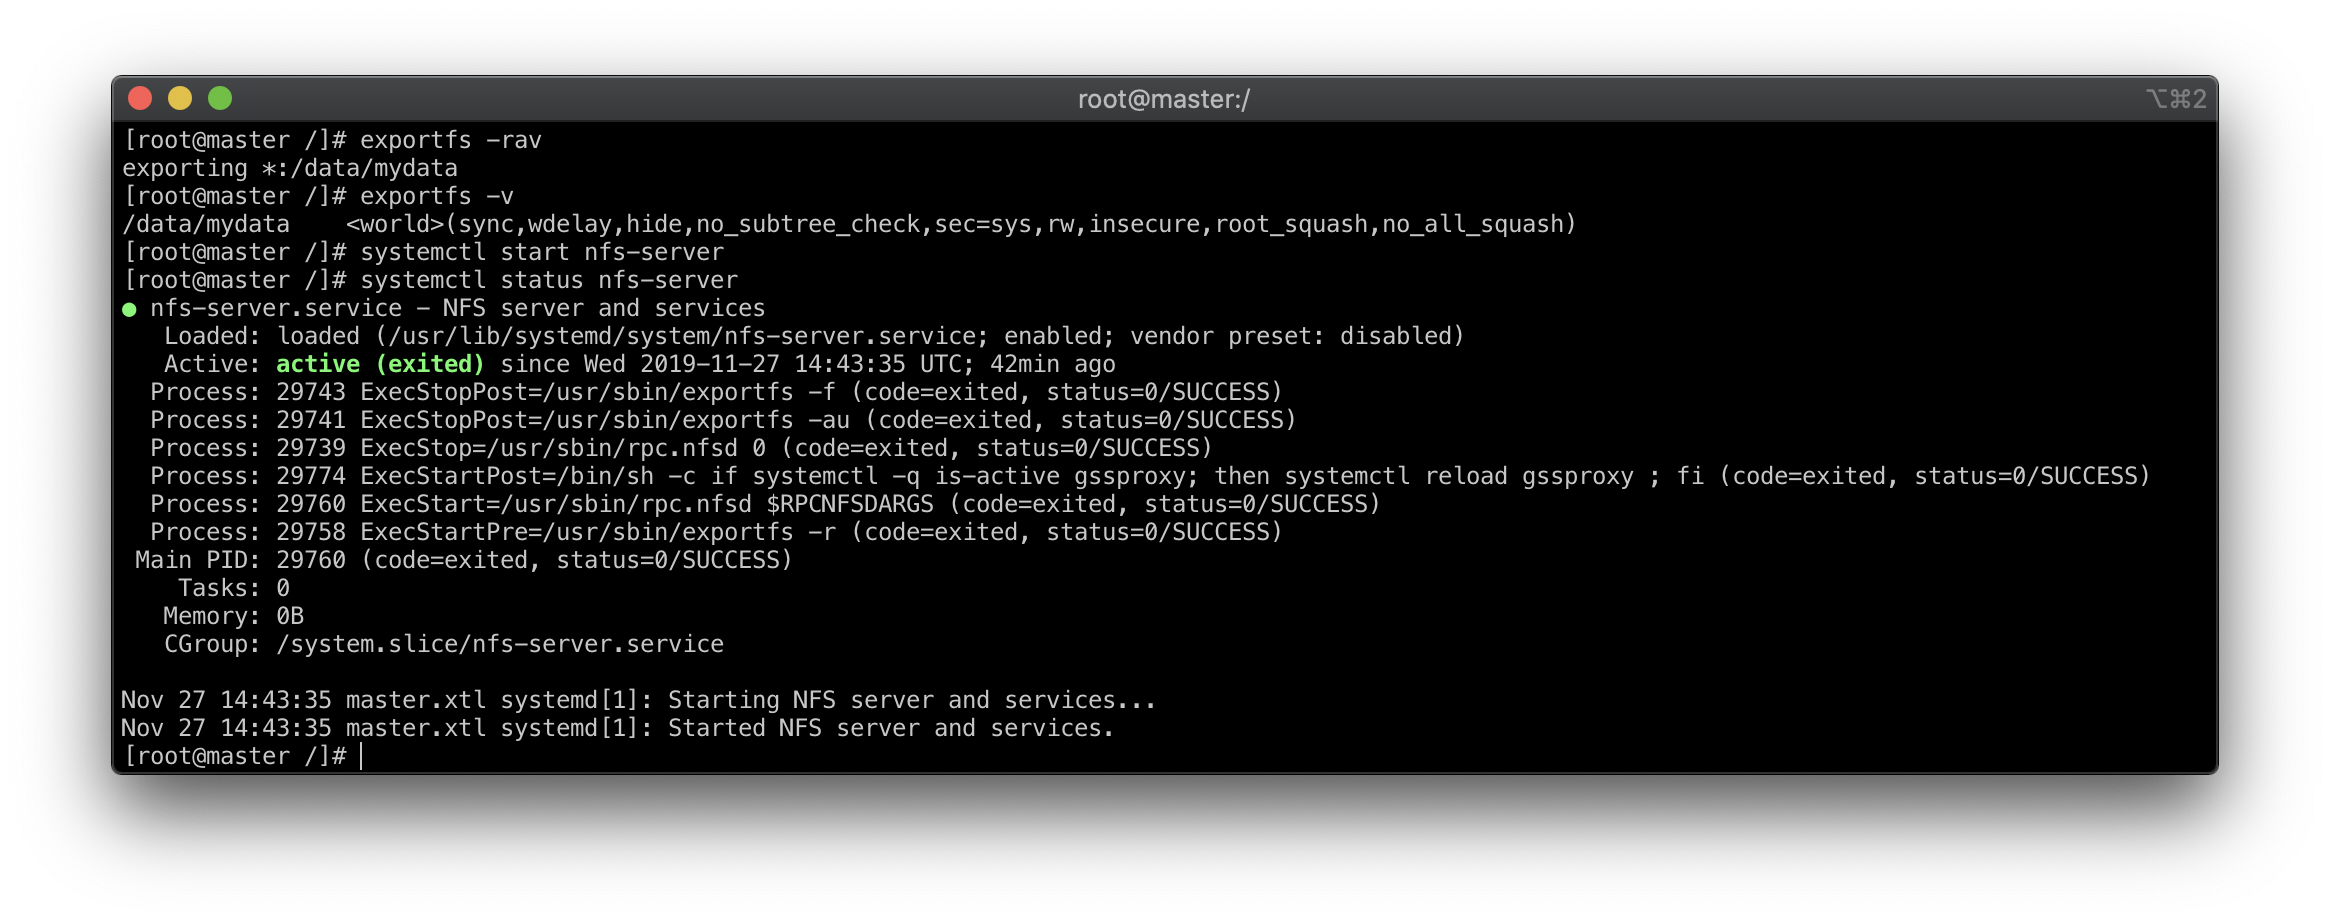 root@master:/
⌥⌘2
[root@master /]# exportfs -rav
exporting *:/data/mydata
[root@master /]# exportfs -v
/data/mydata    <world>(sync,wdelay,hide,no_subtree_check,sec=sys,rw,insecure,root_squash,no_all_squash)
[root@master /]# systemctl start nfs-server
[root@master /]# systemctl status nfs-server
● nfs-server.service - NFS server and services
   Loaded: loaded (/usr/lib/systemd/system/nfs-server.service; enabled; vendor preset: disabled)
   Active: active (exited) since Wed 2019-11-27 14:43:35 UTC; 42min ago
  Process: 29743 ExecStopPost=/usr/sbin/exportfs -f (code=exited, status=0/SUCCESS)
  Process: 29741 ExecStopPost=/usr/sbin/exportfs -au (code=exited, status=0/SUCCESS)
  Process: 29739 ExecStop=/usr/sbin/rpc.nfsd 0 (code=exited, status=0/SUCCESS)
  Process: 29774 ExecStartPost=/bin/sh -c if systemctl -q is-active gssproxy; then systemctl reload gssproxy ; fi (code=exited, status=0/SUCCESS)
  Process: 29760 ExecStart=/usr/sbin/rpc.nfsd $RPCNFSDARGS (code=exited, status=0/SUCCESS)
  Process: 29758 ExecStartPre=/usr/sbin/exportfs -r (code=exited, status=0/SUCCESS)
 Main PID: 29760 (code=exited, status=0/SUCCESS)
    Tasks: 0
   Memory: 0B
   CGroup: /system.slice/nfs-server.service
Nov 27 14:43:35 master.xtl systemd[1]: Starting NFS server and services...
Nov 27 14:43:35 master.xtl systemd[1]: Started NFS server and services.
[root@master /]#